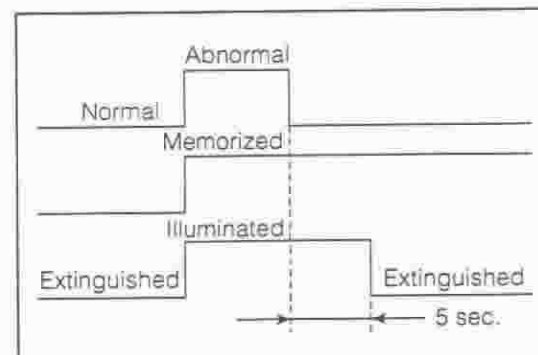 Abnormal
Normal
Memorized
Illuminated
Extinguished Extinguished
5 sec.